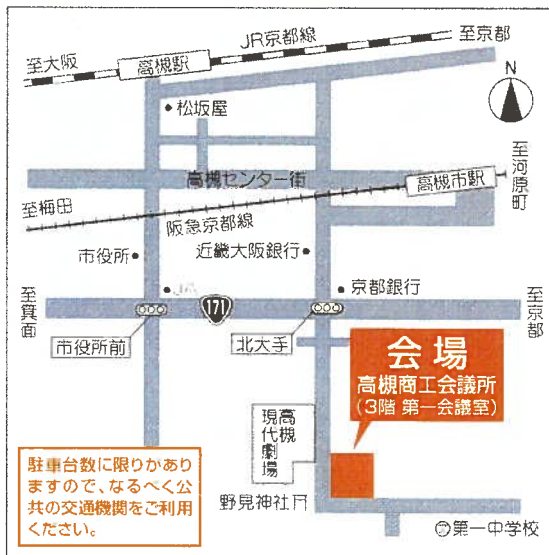 JR京都線
至京都
至大阪
高槻駅
N
松坂屋
至河原町
高槻センター街
高槻市駅
至梅田
阪急京都線
市役所
近畿大阪銀行
JA
京都銀行
至箕面
171
至京都
市役所前
北大手
会場
高槻商工会議所
(3階 第一会議室)
高槻
現代劇場
駐車台数に限りがあり
ますので、なるべく公
共の交通機関をご利用
ください。
野見神社
第一中学校